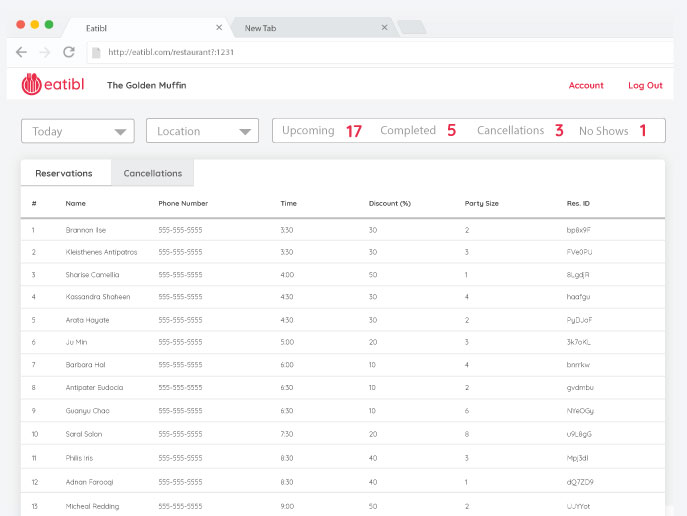 Eatibl × New Tab ×
http://eatibl.com/restaurant?:1231
eatibl The Golden Muffin Account Log Out
Today Location Upcoming 17 Completed 5 Cancellations 3 No Shows 1
Reservations Cancellations
# Name Phone Number Time Discount (%) Party Size Res. ID
1 Brannan Ilse 555-555-5555 3:30 30 2 bp8x9F
2 Kleisthenes Antipatros 555-555-5555 3:30 30 3 FVe0PU
3 Sharise Camellia 555-555-5555 4:00 50 1 8LgdjR
4 Kassandra Shaheen 555-555-5555 4:30 30 4 haafgu
5 Arata Hayate 555-555-5555 4:30 30 2 PyDJaF
6 Ju Min 555-555-5555 5:00 20 3 3k7oKL
7 Barbara Hal 555-555-5555 6:00 10 4 bnrrkw
8 Antipater Eudocia 555-555-5555 6:30 10 2 gvdmbu
9 Guanyu Chao 555-555-5555 6:30 10 6 NYeOGy
10 Saral Solan 555-555-5555 7:30 20 8 u9L8gG
11 Philis Iris 555-555-5555 8:30 40 3 Mpj3dl
12 Adnan Farooqi 555-555-5555 8:30 40 1 dQ7ZD9
13 Micheal Redding 555-555-5555 9:00 50 2 UJYYot